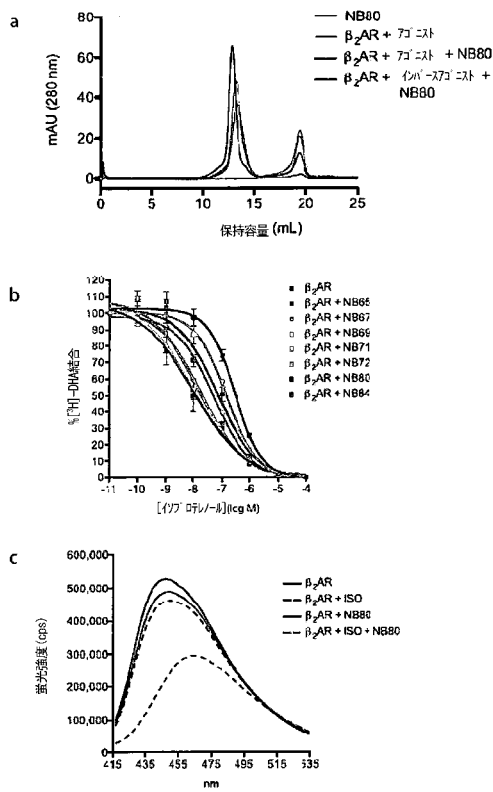 a
80
60
40
20
0
mAU (280 nm)
0 5 10 15 20 25
保持容量 (mL)
NB80
β2AR + アゴニスト
β2AR + アゴニスト + NB80
β2AR + インバースアゴニスト +
NB80
b
120
110
100
90
80
70
60
50
40
30
20
10
0
%[³H]-DHA結合
-11 -10 -9 -8 -7 -6 -5 -4
[イソプロテレノール](log M)
β2AR
β2AR + NB65
β2AR + NB67
β2AR + NB69
β2AR + NB71
β2AR + NB72
β2AR + NB80
β2AR + NB84
c
600,000
500,000
400,000
300,000
200,000
100,000
0
蛍光強度 (cps)
415 435 455 475 495 515 535
nm
β2AR
β2AR + ISO
β2AR + NB80
β2AR + ISO + NB80